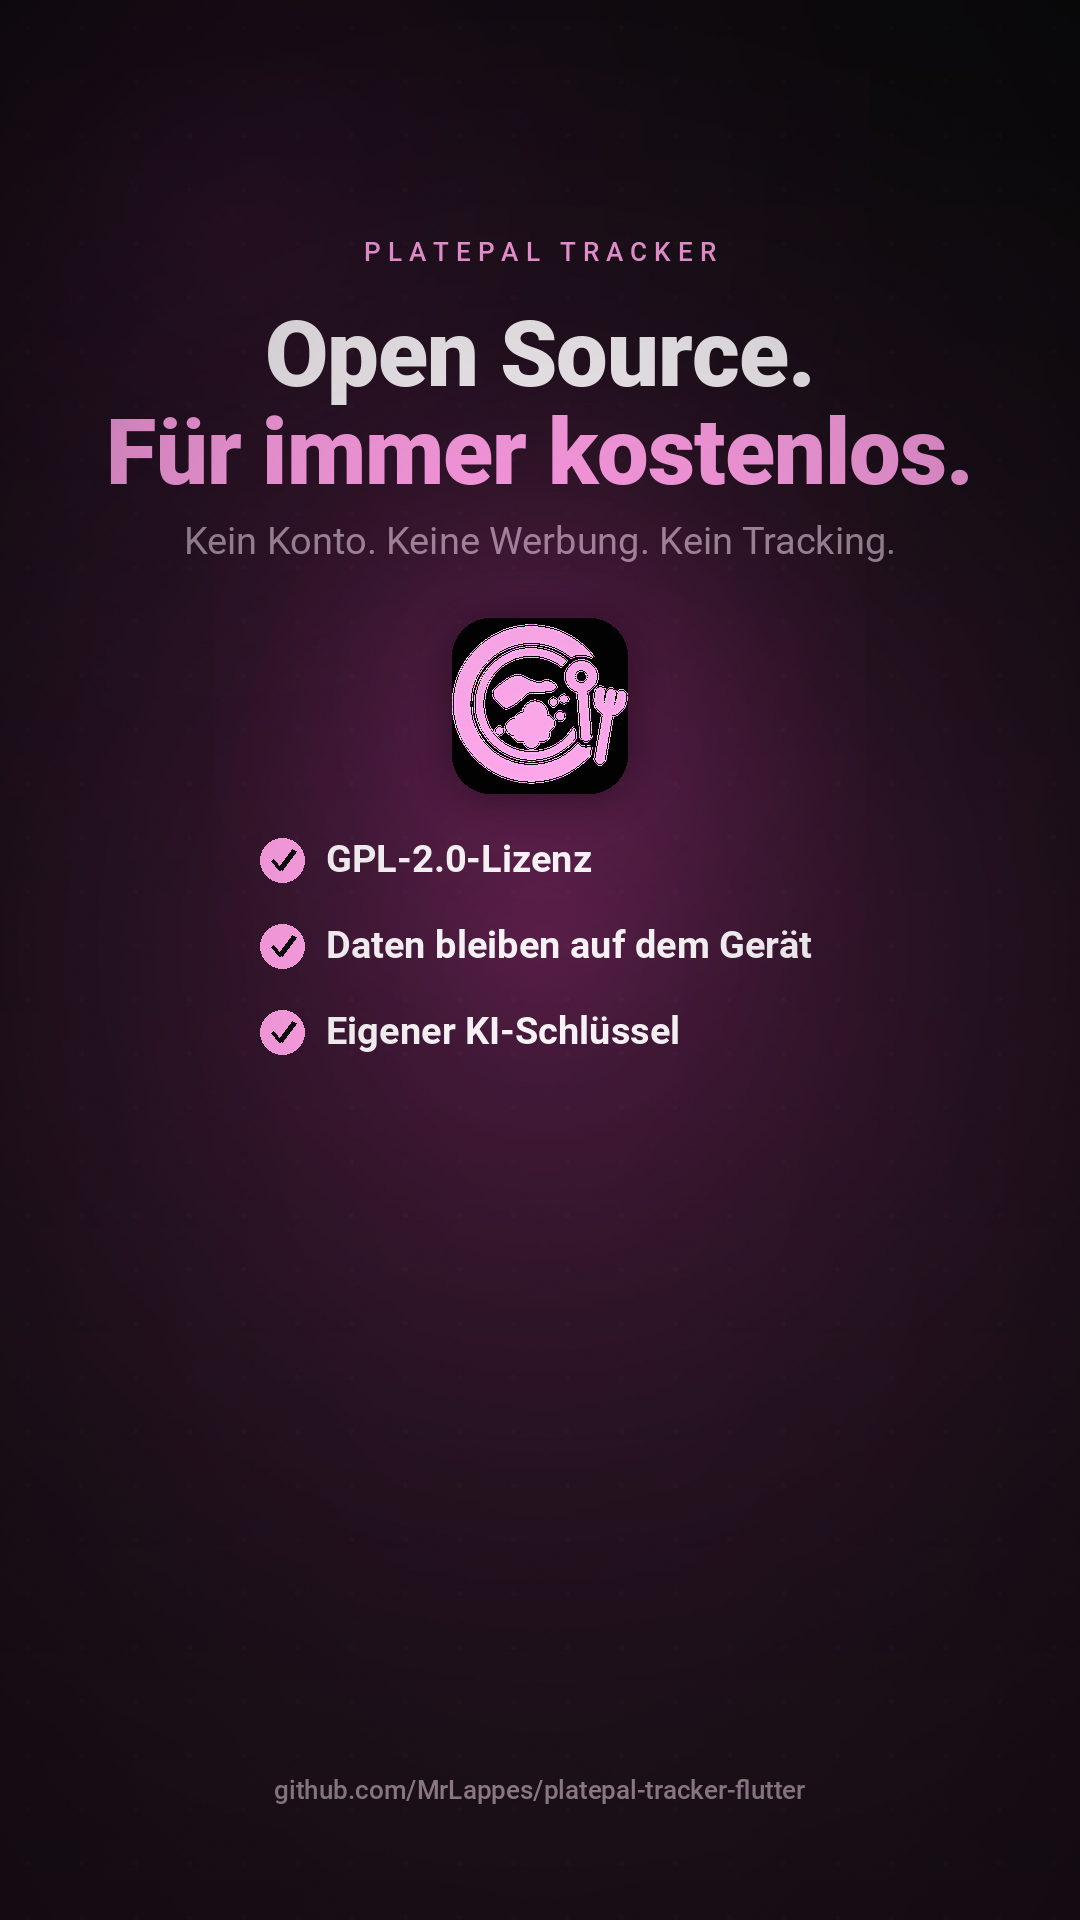 PLATEPAL TRACKER
Open Source.
Für immer kostenlos.
Kein Konto. Keine Werbung. Kein Tracking.
GPL-2.0-Lizenz
Daten bleiben auf dem Gerät
Eigener KI-Schlüssel
github.com/MrLappes/platepal-tracker-flutter